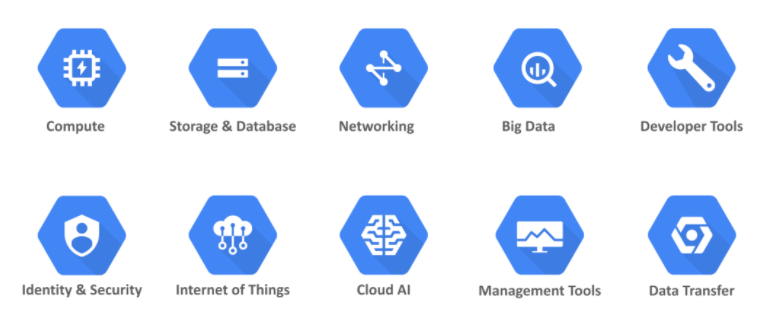 Compute
Storage & Database
Networking
Big Data
Developer Tools
Identity & Security
Internet of Things
Cloud AI
Management Tools
Data Transfer